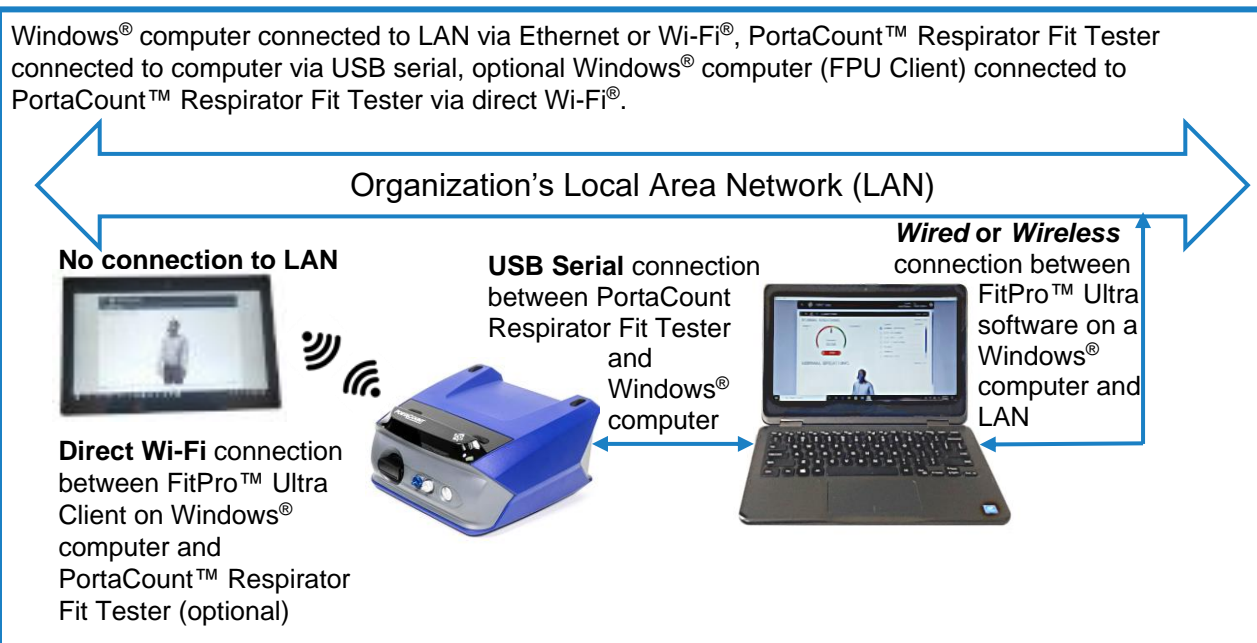 Windows® computer connected to LAN via Ethernet or Wi-Fi®, PortaCount™ Respirator Fit Tester
connected to computer via USB serial, optional Windows® computer (FPU Client) connected to
PortaCount™ Respirator Fit Tester via direct Wi-Fi®.
Organization's Local Area Network (LAN)
No connection to LAN
Direct Wi-Fi connection
between FitPro™ Ultra
Client on Windows®
computer and
PortaCount™ Respirator
Fit Tester (optional)
USB Serial connection
between PortaCount
Respirator Fit Tester
and
Windows®
computer
Wired or Wireless
connection between
FitPro™ Ultra
software on a
Windows®
computer and
LAN